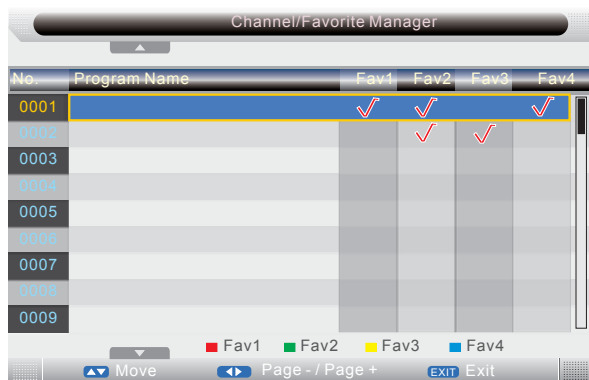 Channel/Favorite Manager
No. Program Name Fav1 Fav2 Fav3 Fav4
0001
0002
0003
0004
0005
0006
0007
0008
0009
Fav1 Fav2 Fav3 Fav4
Move Page - / Page + EXIT Exit